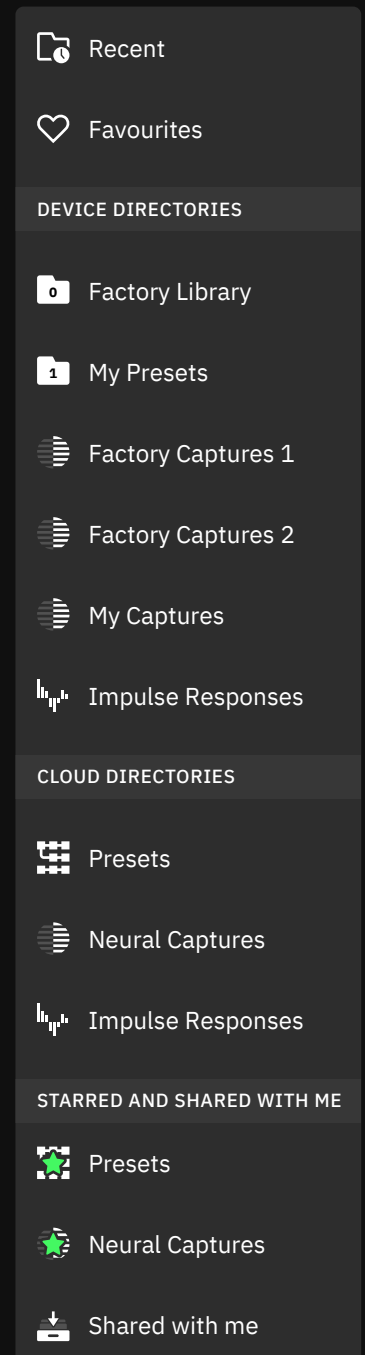 Recent
Favourites
DEVICE DIRECTORIES
0 Factory Library
1 My Presets
Factory Captures 1
Factory Captures 2
My Captures
Impulse Responses
CLOUD DIRECTORIES
Presets
Neural Captures
Impulse Responses
STARRED AND SHARED WITH ME
Presets
Neural Captures
Shared with me